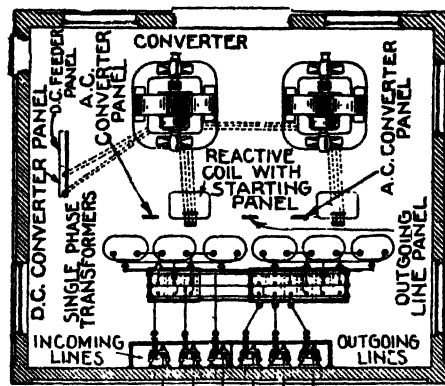 CONVERTER
D.C. FEEDER
PANEL
A.C.
CONVERTER
PANEL
D.C. CONVERTER PANEL
SINGLE PHASE
TRANSFORMERS
REACTIVE
COIL WITH
STARTING
PANEL
A.C. CONVERTER
PANEL
OUTGOING
LINE PANEL
INCOMING
LINES
OUTGOING
LINES